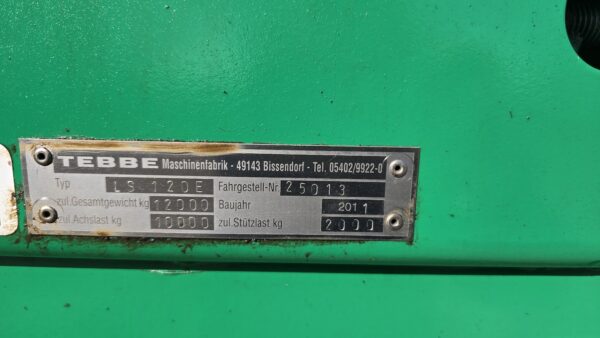 TEBBE Maschinenfabrik - 49143 Bissendorf - Tel. 05402/9922-0
Typ LS 120E Fahrgestell-Nr. 25013
zul.Gesamtgewicht kg 12000 Baujahr 2011
zul.Achslast kg 10000 zul.Stützlast kg 2000